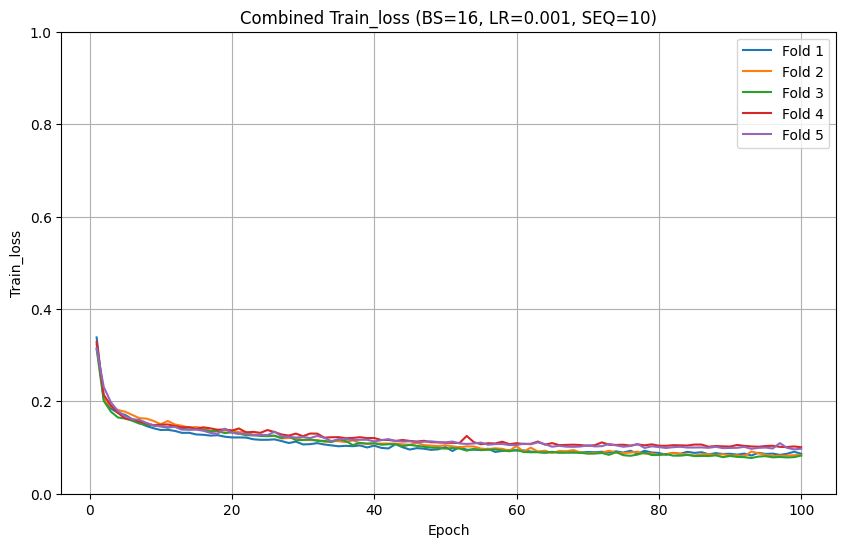 Combined Train_loss (BS=16, LR=0.001, SEQ=10)
1.0
0.8
0.6
0.4
0.2
0.0
Train_loss
Fold 1
Fold 2
Fold 3
Fold 4
Fold 5
0 20 40 60 80 100
Epoch